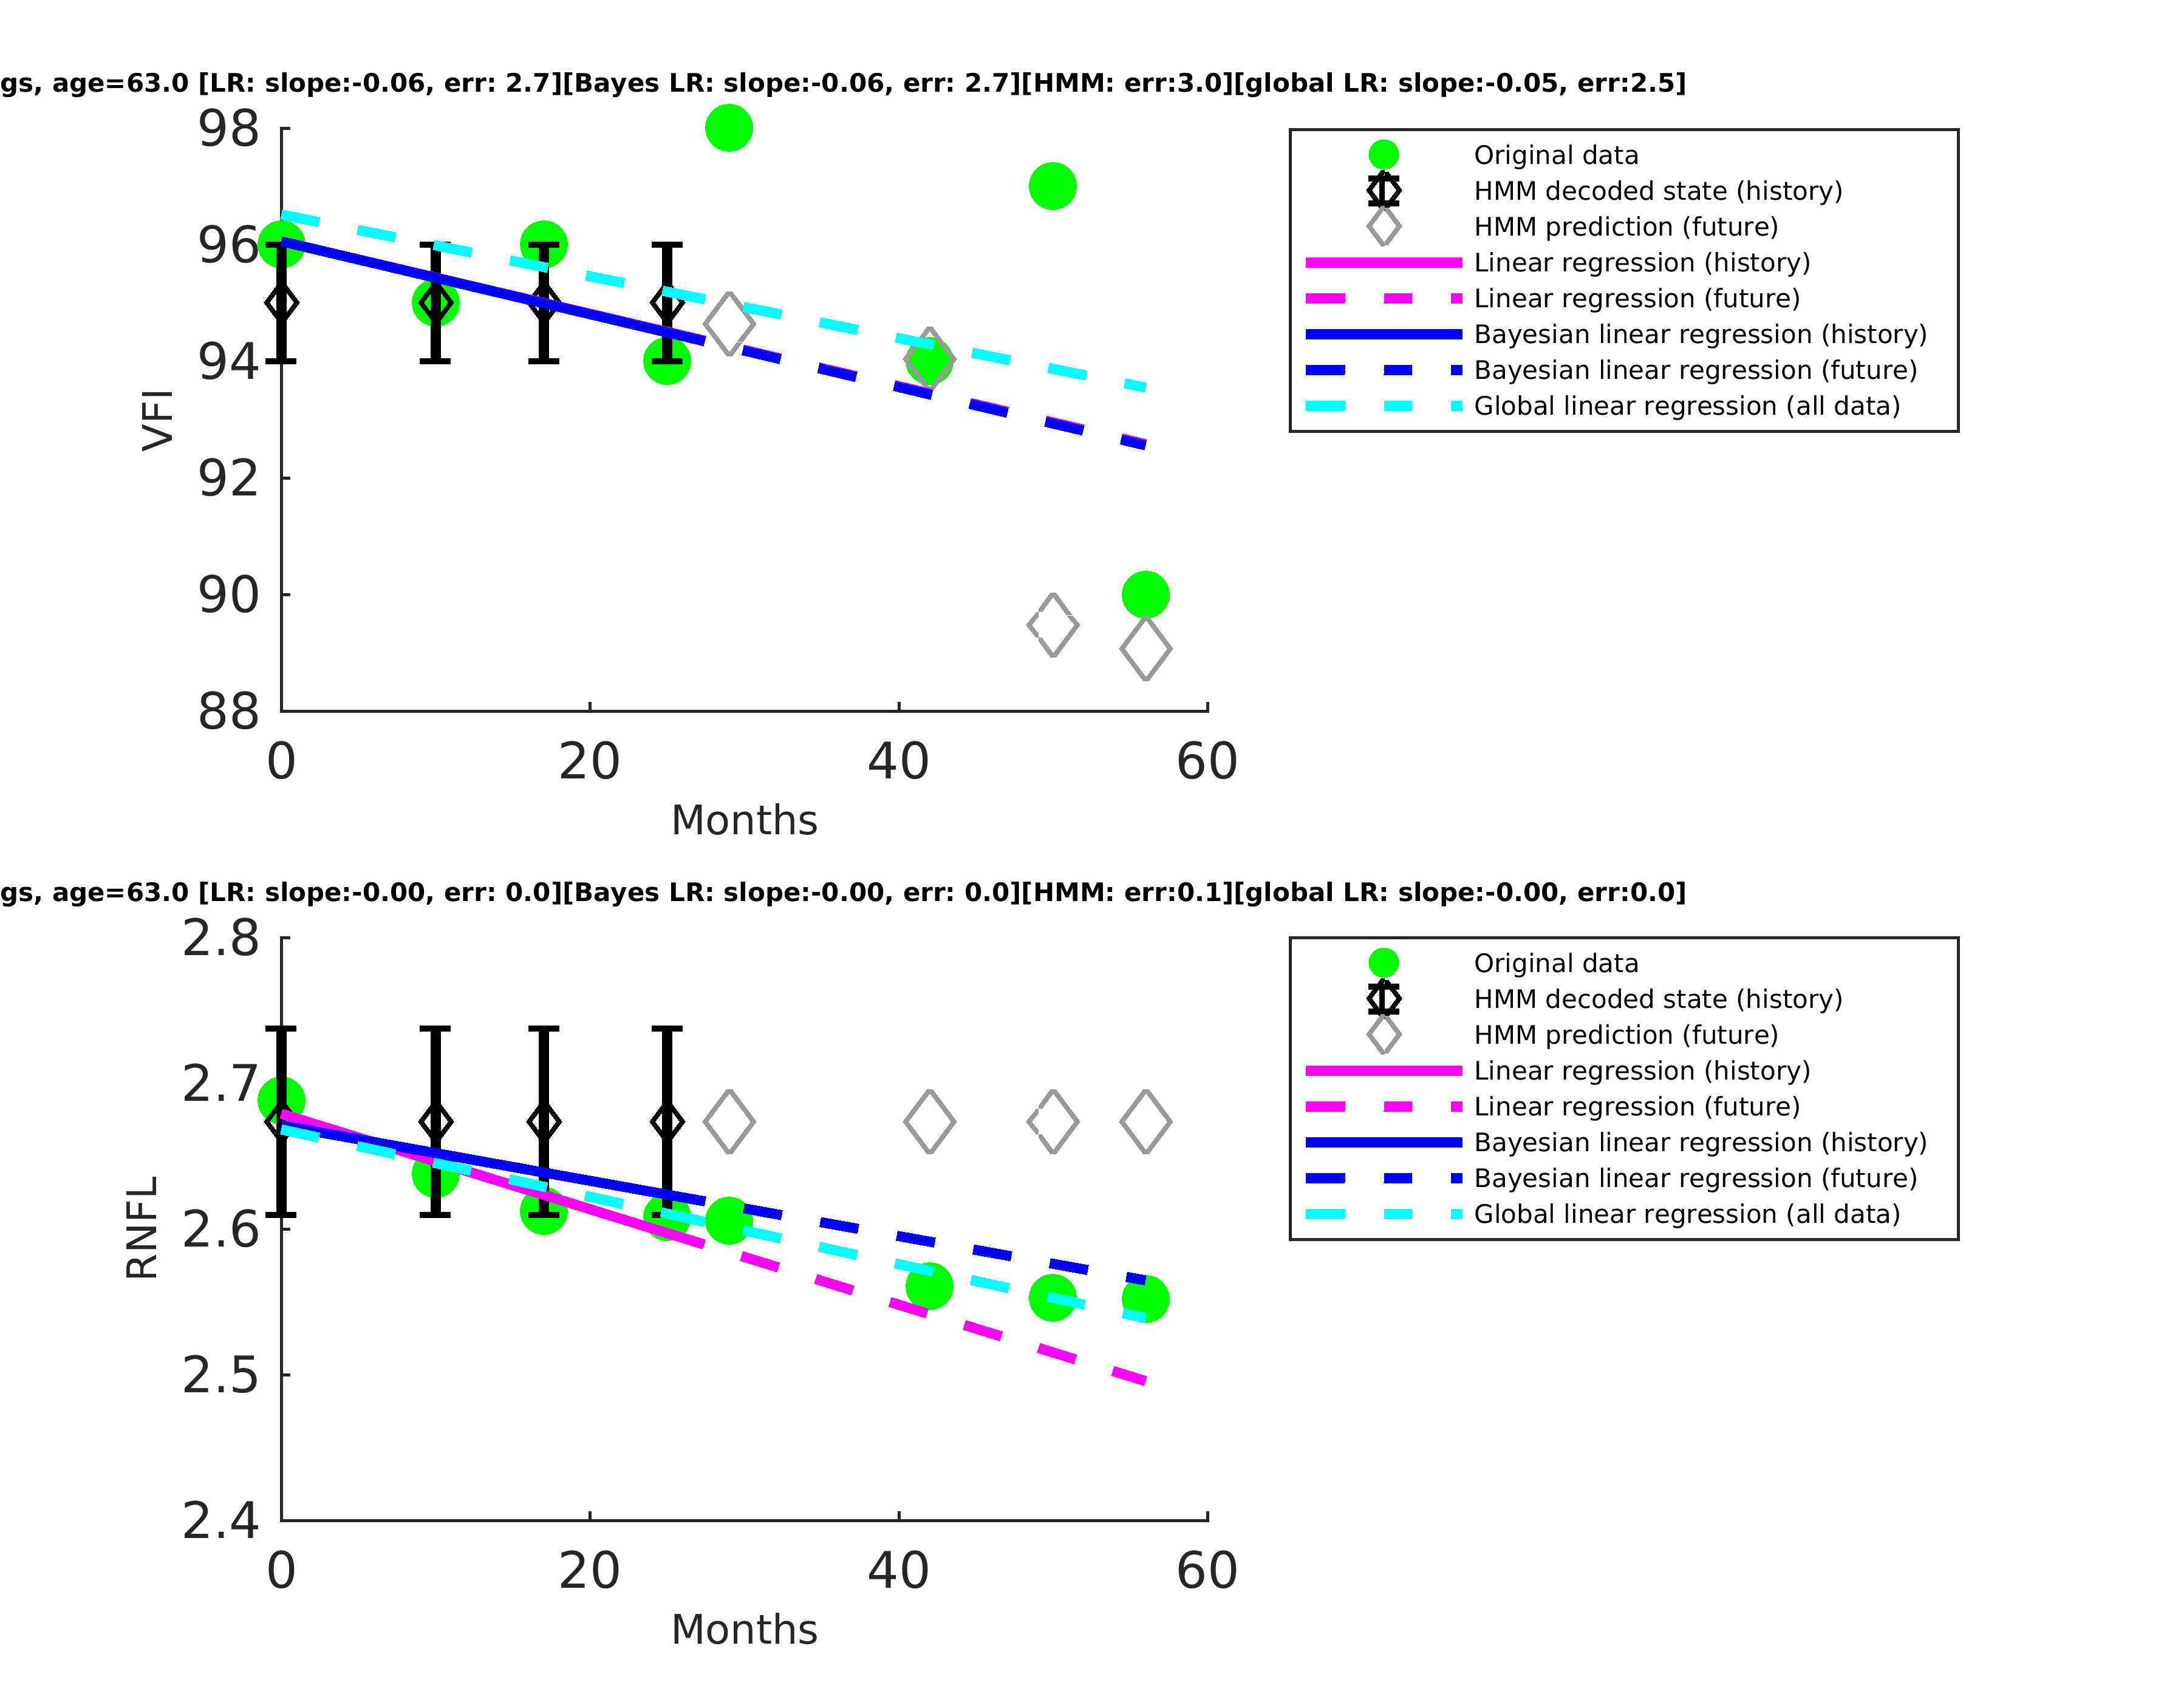 gs, age=63.0 [LR: slope:-0.06, err: 2.7][Bayes LR: slope:-0.06, err: 2.7][HMM: err:3.0][global LR: slope:-0.05, err:2.5]
98
96
94
92
90
88
VFI
0 20 40 60
Months
Original data
HMM decoded state (history)
HMM prediction (future)
Linear regression (history)
Linear regression (future)
Bayesian linear regression (history)
Bayesian linear regression (future)
Global linear regression (all data)
gs, age=63.0 [LR: slope:-0.00, err: 0.0][Bayes LR: slope:-0.00, err: 0.0][HMM: err:0.1][global LR: slope:-0.00, err:0.0]
2.8
2.7
2.6
2.5
2.4
RNFL
0 20 40 60
Months
Original data
HMM decoded state (history)
HMM prediction (future)
Linear regression (history)
Linear regression (future)
Bayesian linear regression (history)
Bayesian linear regression (future)
Global linear regression (all data)